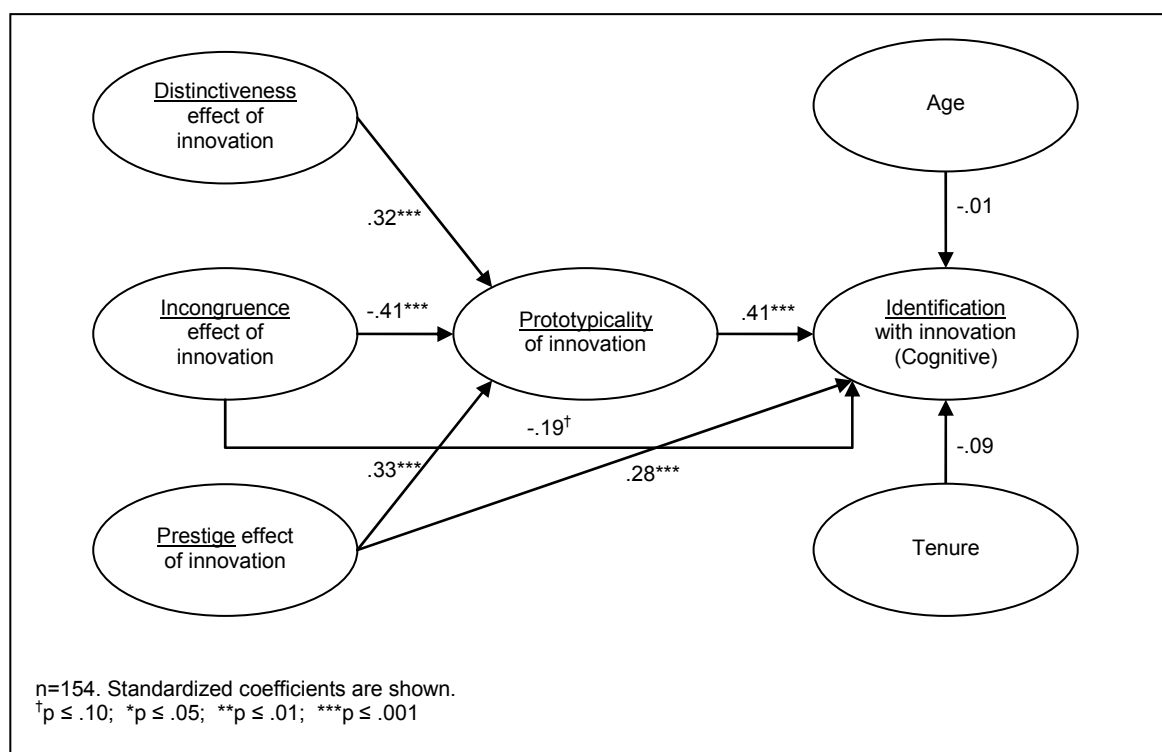 Distinctiveness
effect of
innovation
Age
.32***
-.01
Incongruence
effect of
innovation
-.41***
Prototypicality
of innovation
.41***
Identification
with innovation
(Cognitive)
-.19†
.33***
.28***
-.09
Prestige effect
of innovation
Tenure
n=154. Standardized coefficients are shown.
†p ≤ .10; *p ≤ .05; **p ≤ .01; ***p ≤ .001